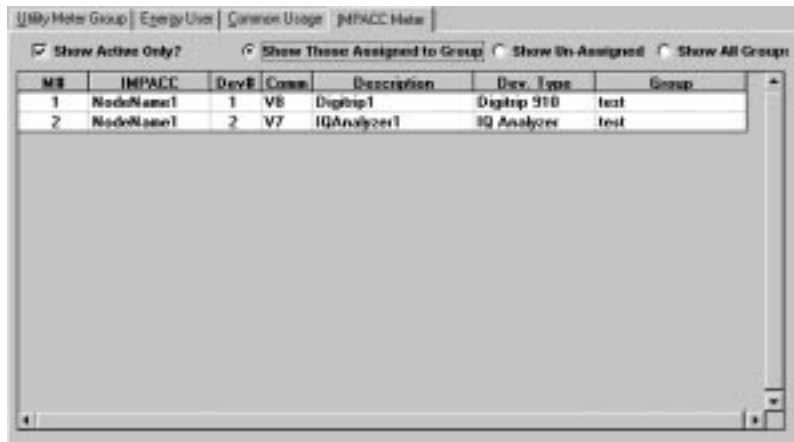 Utility Meter Group Energy User Common Usage IMPACC Meter
Show Active Only? Show Those Assigned to Group Show Un-Assigned Show All Groups
M# IMPACC Dev# Comm Description Dev. Type Group
1 NodeName1 1 V8 Digitrip1 Digitrip 910 test
2 NodeName1 2 V7 IQAnalyzer1 IQ Analyzer test